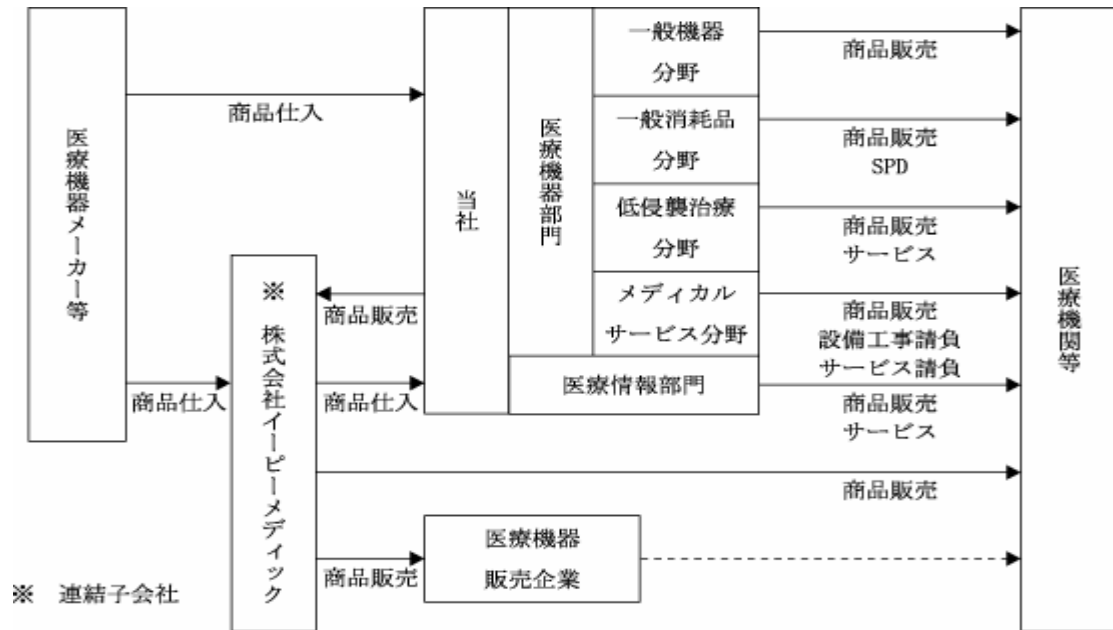 医療機器メーカー等
商品仕入
商品仕入
※ 株式会社イーピーメディック
商品販売
商品仕入
商品販売
当社
医療機器部門
一般機器
分野
一般消耗品
分野
低侵襲治療
分野
メディカル
サービス分野
医療情報部門
医療機器
販売企業
商品販売
商品販売
SPD
商品販売
サービス
商品販売
設備工事請負
サービス請負
商品販売
サービス
商品販売
医療機関等
※ 連結子会社